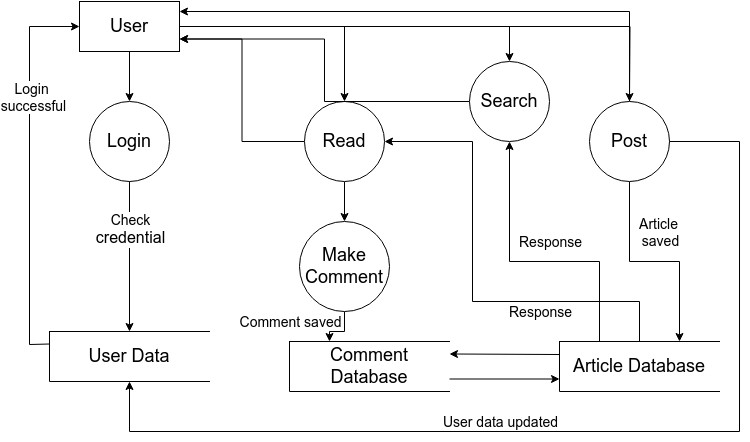 User
Login
successful
Search
Login
Read
Post
Check
credential
Article
saved
Response
Make
Comment
Response
Comment saved
User Data
Comment
Database
Article Database
User data updated